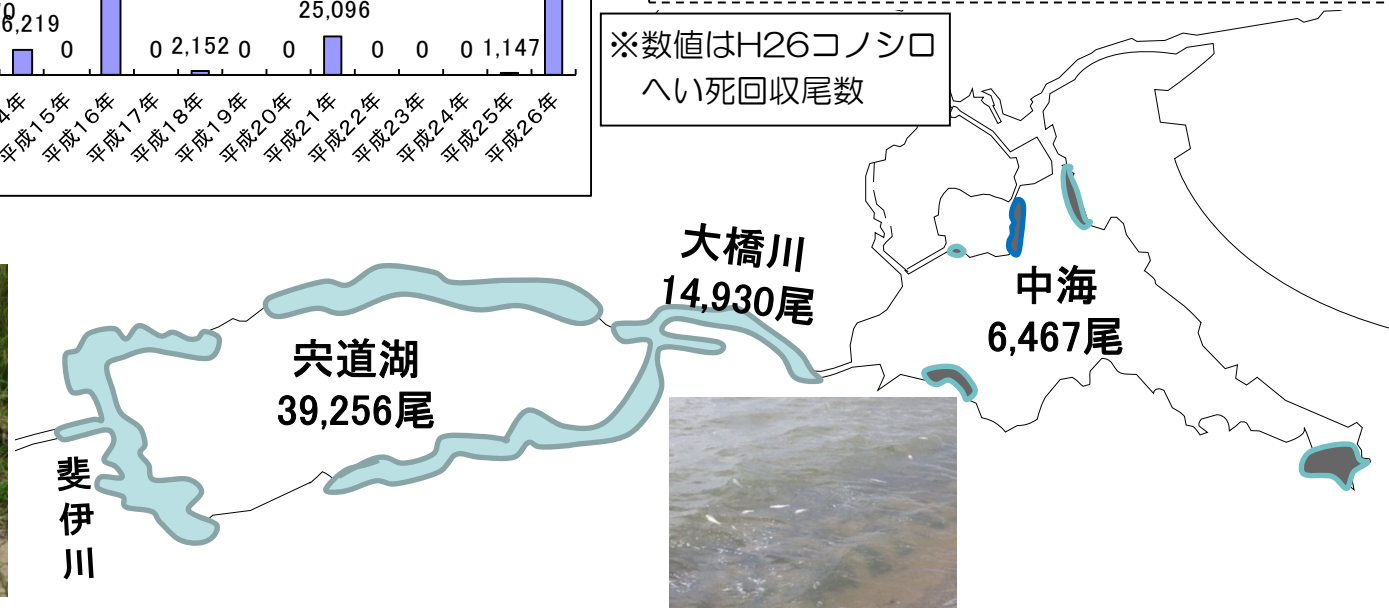 6,219
0
0
2,152
0
0
25,096
0
0
0
1,147
平成15年
平成16年
平成17年
平成18年
平成19年
平成20年
平成21年
平成22年
平成23年
平成24年
平成25年
平成26年
※数値はH26コノシロ
へい死回収尾数
大橋川
14,930尾
中海
6,467尾
宍道湖
39,256尾
斐伊川